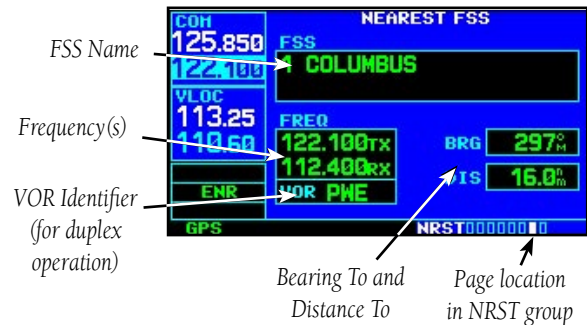 COM
125.850
122.100
VLOC
113.25
110.60
ENR
GPS
NEAREST FSS
FSS
1 COLUMBUS
FREQ
122.100TX
112.400RX
VOR PWE
BRG 297°M
DIS 16.0nm
NRST
FSS Name
Frequency(s)
VOR Identifier
(for duplex
operation)
Bearing To and
Distance To
Page location
in NRST group